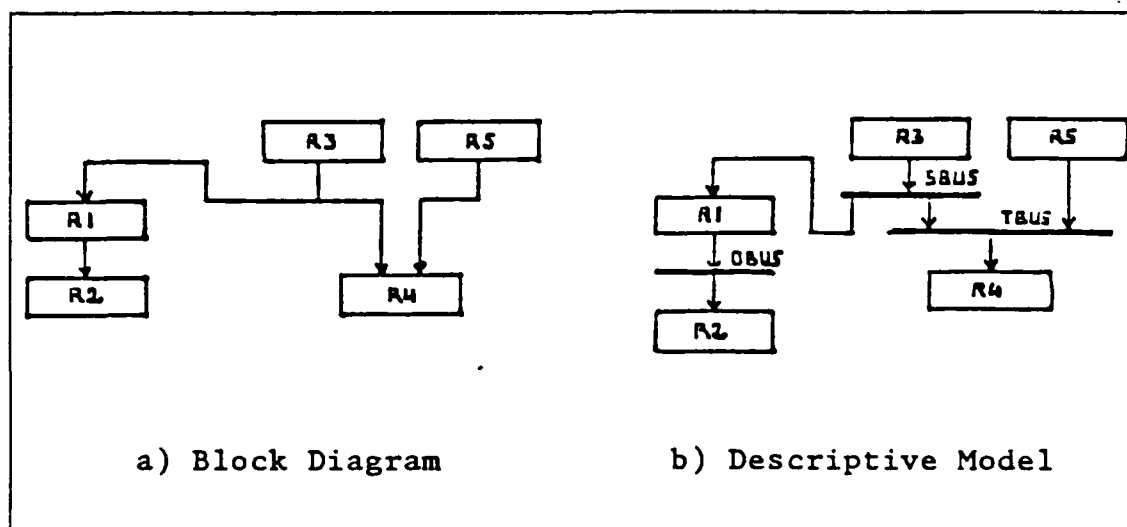 R3
R5
R1
R2
R4
a) Block Diagram
R3
R5
SBUS
R1
TBUS
OBUS
R4
R2
b) Descriptive Model